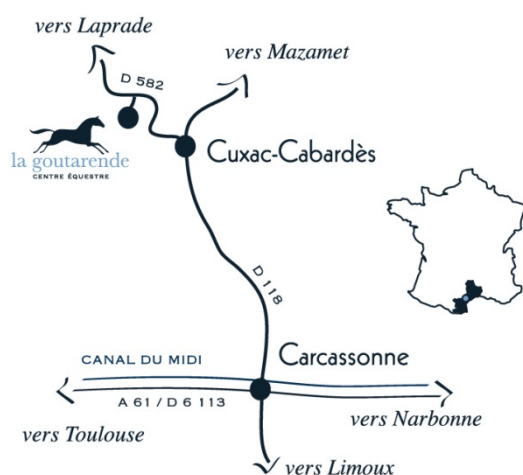 vers Laprade
vers Mazamet
D 582
la goutarende
CENTRE ÉQUESTRE
Cuxac-Cabardès
D 118
CANAL DU MIDI
Carcassonne
A 61 / D 6 113
vers Toulouse
vers Narbonne
vers Limoux